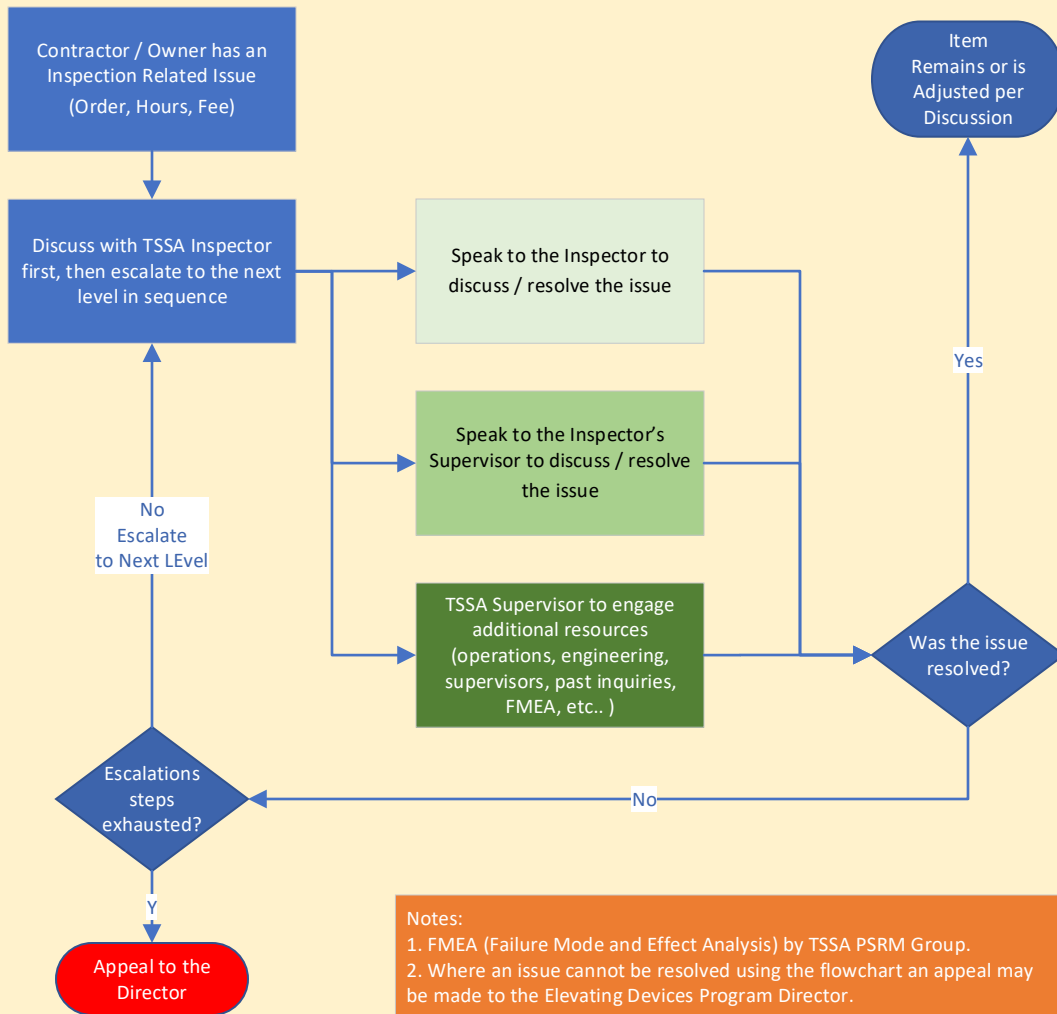 Contractor / Owner has an
Inspection Related Issue
(Order, Hours, Fee)
Item
Remains or is
Adjusted per
Discussion
Discuss with TSSA Inspector
first, then escalate to the next
level in sequence
Speak to the Inspector to
discuss / resolve the issue
Yes
Speak to the Inspector’s
Supervisor to discuss / resolve
the issue
No
Escalate
to Next LEvel
TSSA Supervisor to engage
additional resources
(operations, engineering,
supervisors, past inquiries,
FMEA, etc.. )
Was the issue
resolved?
Escalations
steps
exhausted?
No
Y
Appeal to the
Director
Notes:
1. FMEA (Failure Mode and Effect Analysis) by TSSA PSRM Group.
2. Where an issue cannot be resolved using the flowchart an appeal may
be made to the Elevating Devices Program Director.